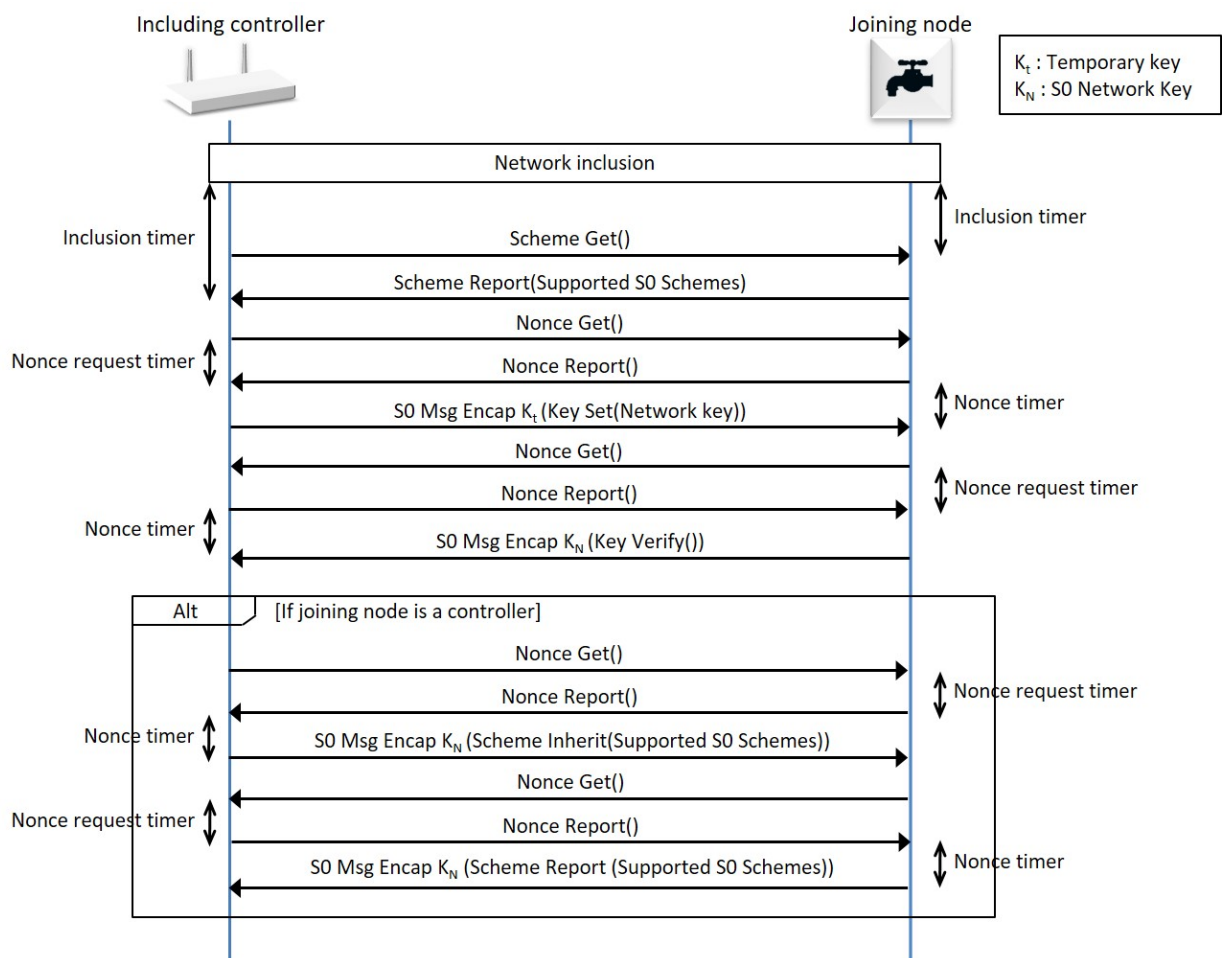 Including controller
Joining node
Kt : Temporary key
KN : S0 Network Key
Network inclusion
Inclusion timer
Inclusion timer
Scheme Get()
Scheme Report(Supported S0 Schemes)
Nonce Get()
Nonce request timer
Nonce Report()
Nonce timer
S0 Msg Encap Kt (Key Set(Network key))
Nonce Get()
Nonce request timer
Nonce Report()
Nonce timer
S0 Msg Encap KN (Key Verify())
Alt
[If joining node is a controller]
Nonce Get()
Nonce request timer
Nonce Report()
Nonce timer
S0 Msg Encap KN (Scheme Inherit(Supported S0 Schemes))
Nonce Get()
Nonce request timer
Nonce Report()
Nonce timer
S0 Msg Encap KN (Scheme Report (Supported S0 Schemes))